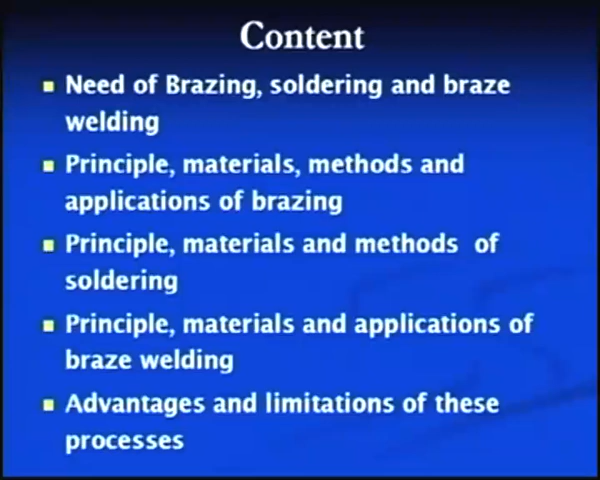 Content
Need of Brazing, soldering and braze
welding
Principle, materials, methods and
applications of brazing
Principle, materials and methods of
soldering
Principle, materials and applications of
braze welding
Advantages and limitations of these
processes